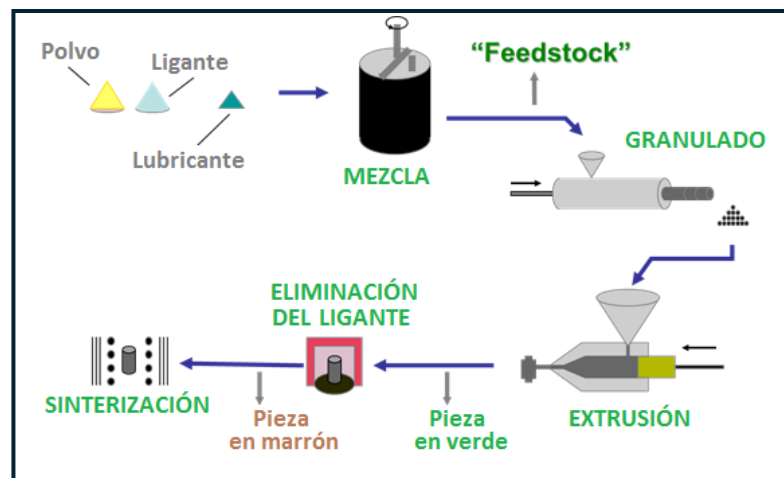 Polvo
Ligante
Lubricante
MEZCLA
“Feedstock”
GRANULADO
EXTRUSIÓN
Pieza
en verde
ELIMINACIÓN
DEL LIGANTE
Pieza
en marrón
SINTERIZACIÓN